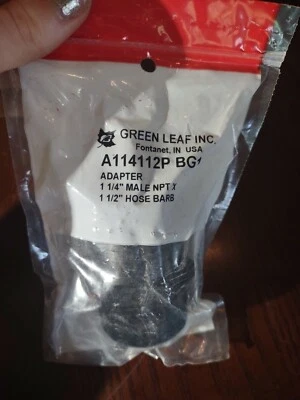 GREEN LEAF INC.
Fontanet, IN USA
A114112P BG1
ADAPTER
1 1/4" MALE NPT X
1 1/2" HOSE BARB